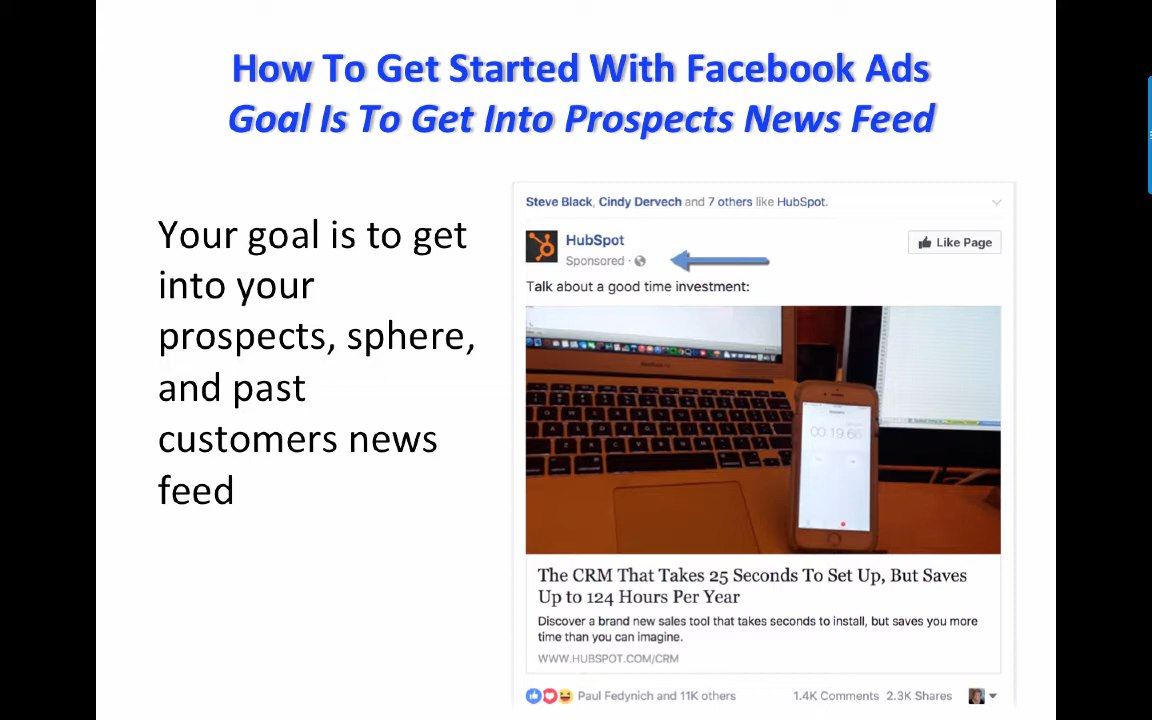 How To Get Started With Facebook Ads
Goal Is To Get Into Prospects News Feed
Your goal is to get
into your
prospects, sphere,
and past
customers news
feed
Steve Black, Cindy Dervech and 7 others like HubSpot.
HubSpot
Sponsored ·
Like Page
Talk about a good time investment:
00:19.66
The CRM That Takes 25 Seconds To Set Up, But Saves
Up to 124 Hours Per Year
Discover a brand new sales tool that takes seconds to install, but saves you more
time than you can imagine.
WWW.HUBSPOT.COM/CRM
Paul Fedynich and 11K others
1.4K Comments 2.3K Shares